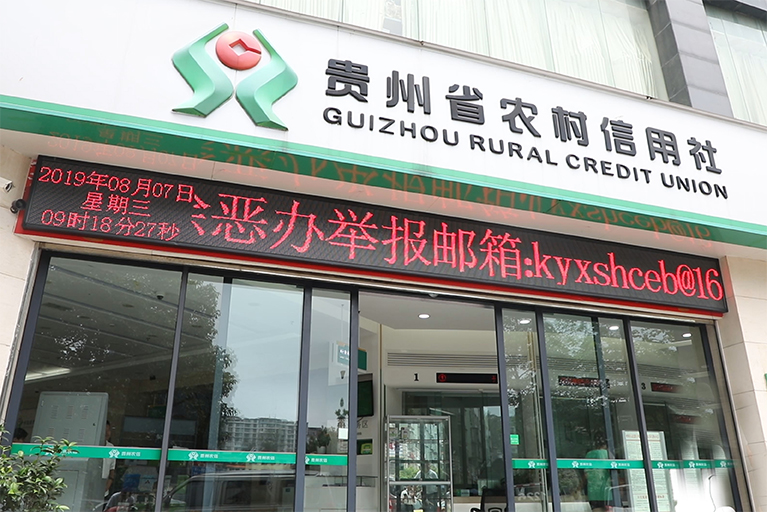 贵州省农村信用社
GUIZHOU RURAL CREDIT UNION
2019年08月07日
星期三
09时18分27秒
恶办举报邮箱:kyxshceb@16
1
3